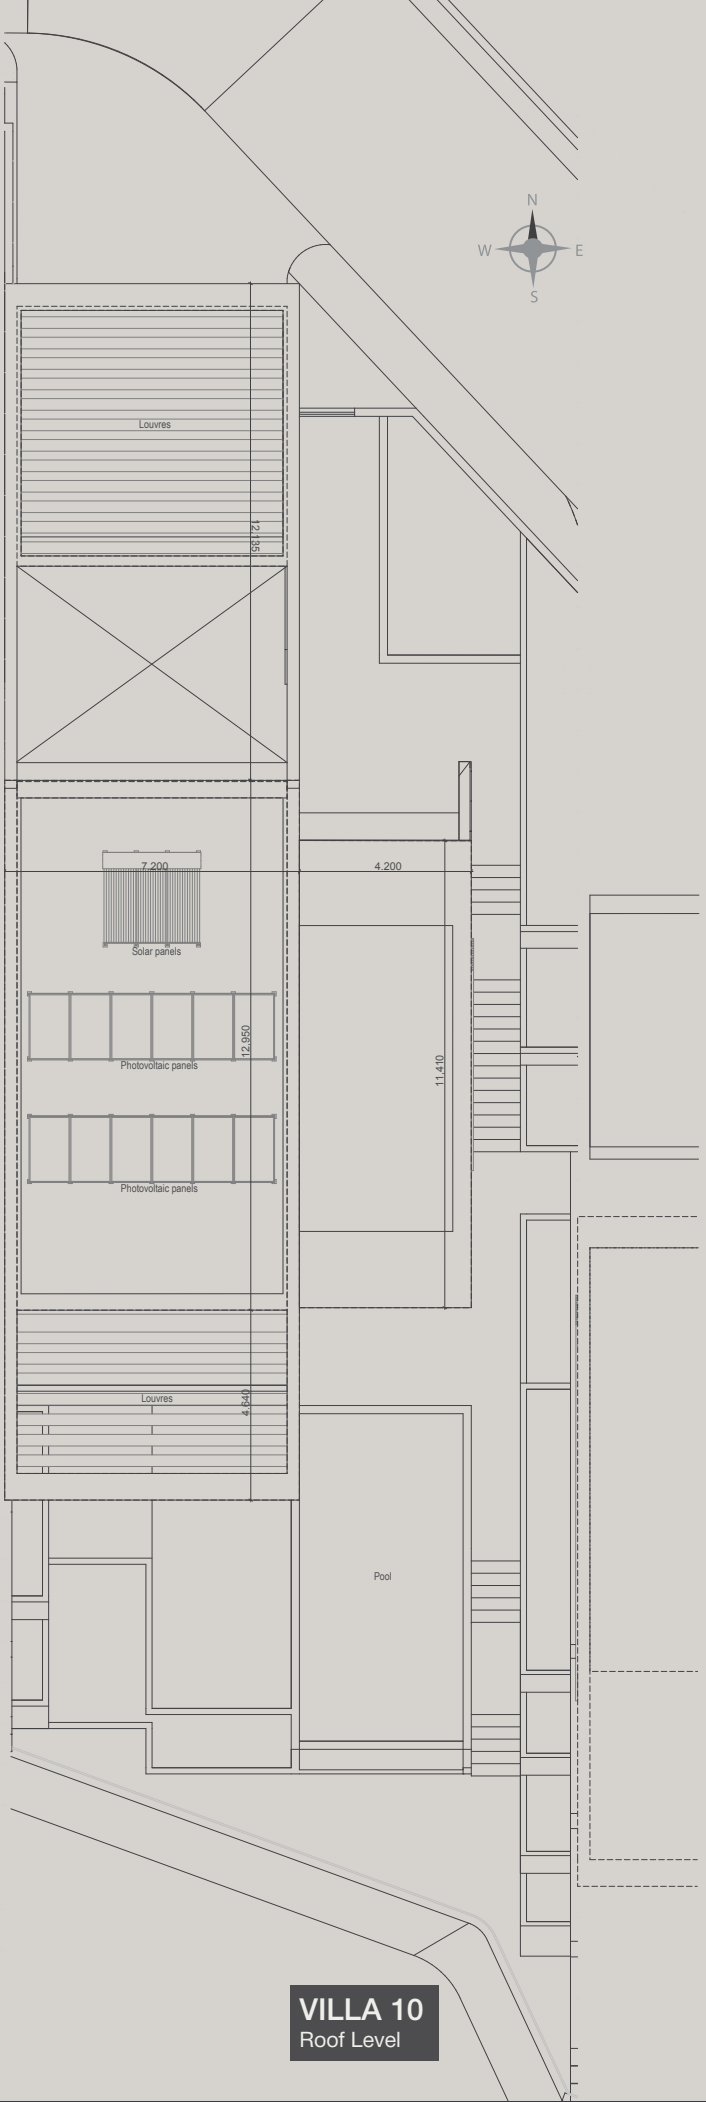 N
W E
S
Louvres
12.135
7.200
4.200
Solar panels
12.950
Photovoltaic panels
11.410
Photovoltaic panels
Louvres
4.640
Pool
VILLA 10
Roof Level